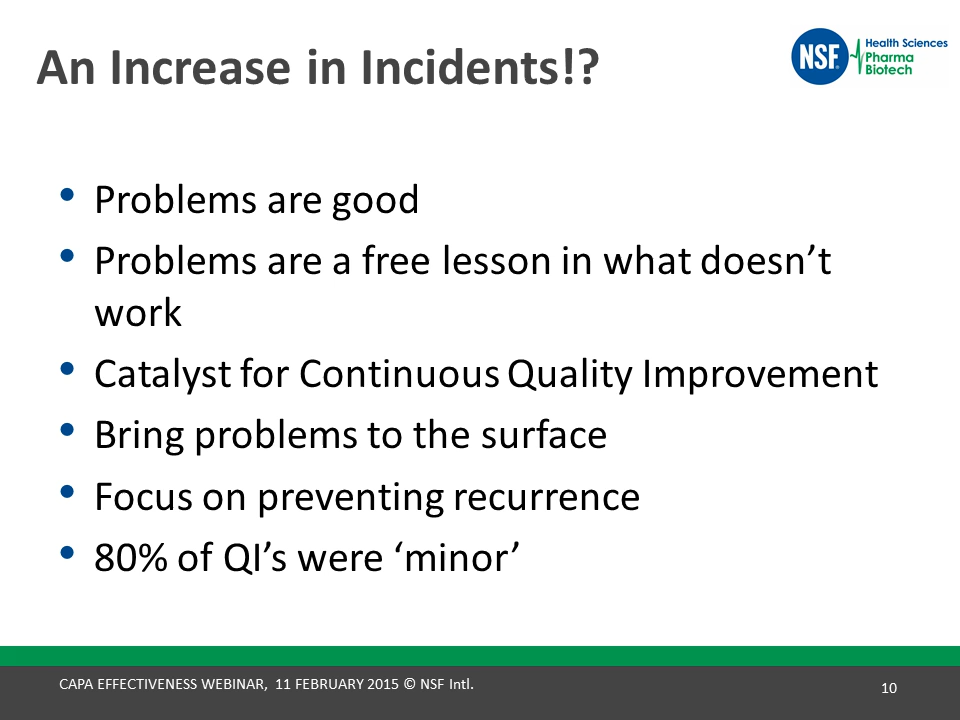 An Increase in Incidents!?
NSF
Health Sciences
Pharma
Biotech
• Problems are good
• Problems are a free lesson in what doesn’t
work
• Catalyst for Continuous Quality Improvement
• Bring problems to the surface
• Focus on preventing recurrence
• 80% of QI’s were ‘minor’
CAPA EFFECTIVENESS WEBINAR, 11 FEBRUARY 2015 © NSF Intl.
10